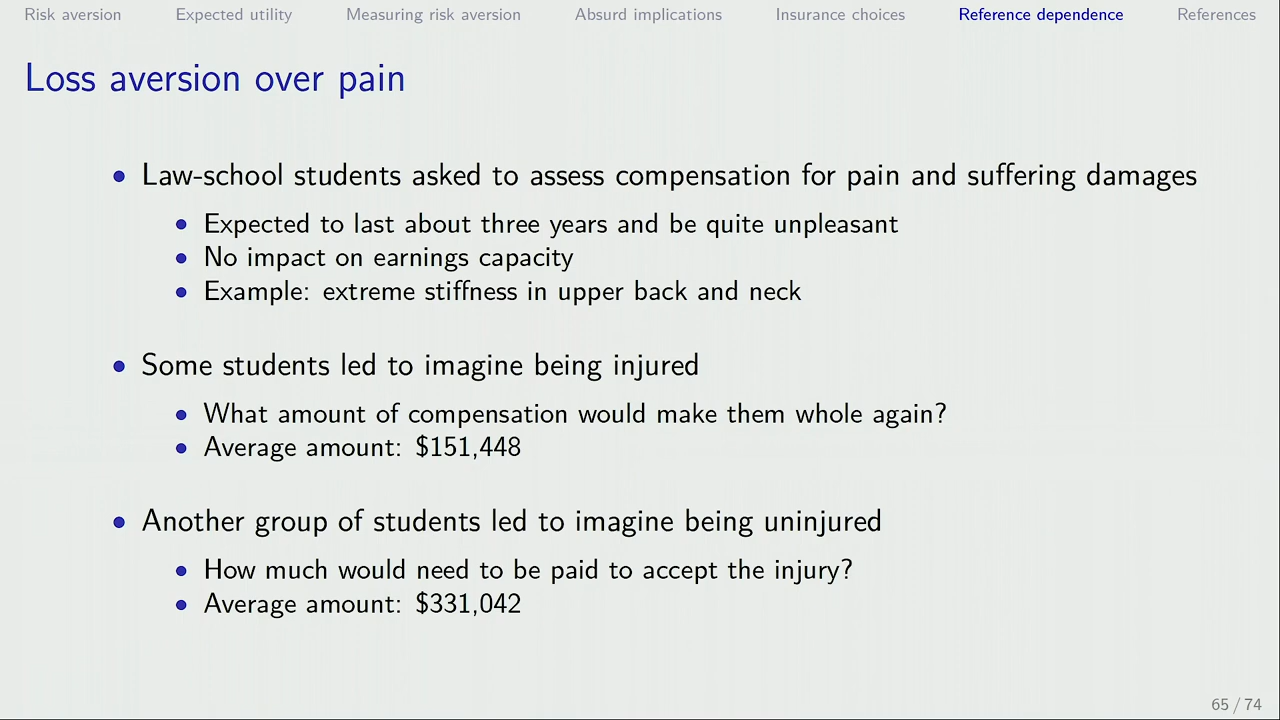 Risk aversion Expected utility Measuring risk aversion Absurd implications Insurance choices Reference dependence References
Loss aversion over pain
• Law-school students asked to assess compensation for pain and suffering damages
• Expected to last about three years and be quite unpleasant
• No impact on earnings capacity
• Example: extreme stiffness in upper back and neck
• Some students led to imagine being injured
• What amount of compensation would make them whole again?
• Average amount: $151,448
• Another group of students led to imagine being uninjured
• How much would need to be paid to accept the injury?
• Average amount: $331,042
65 / 74